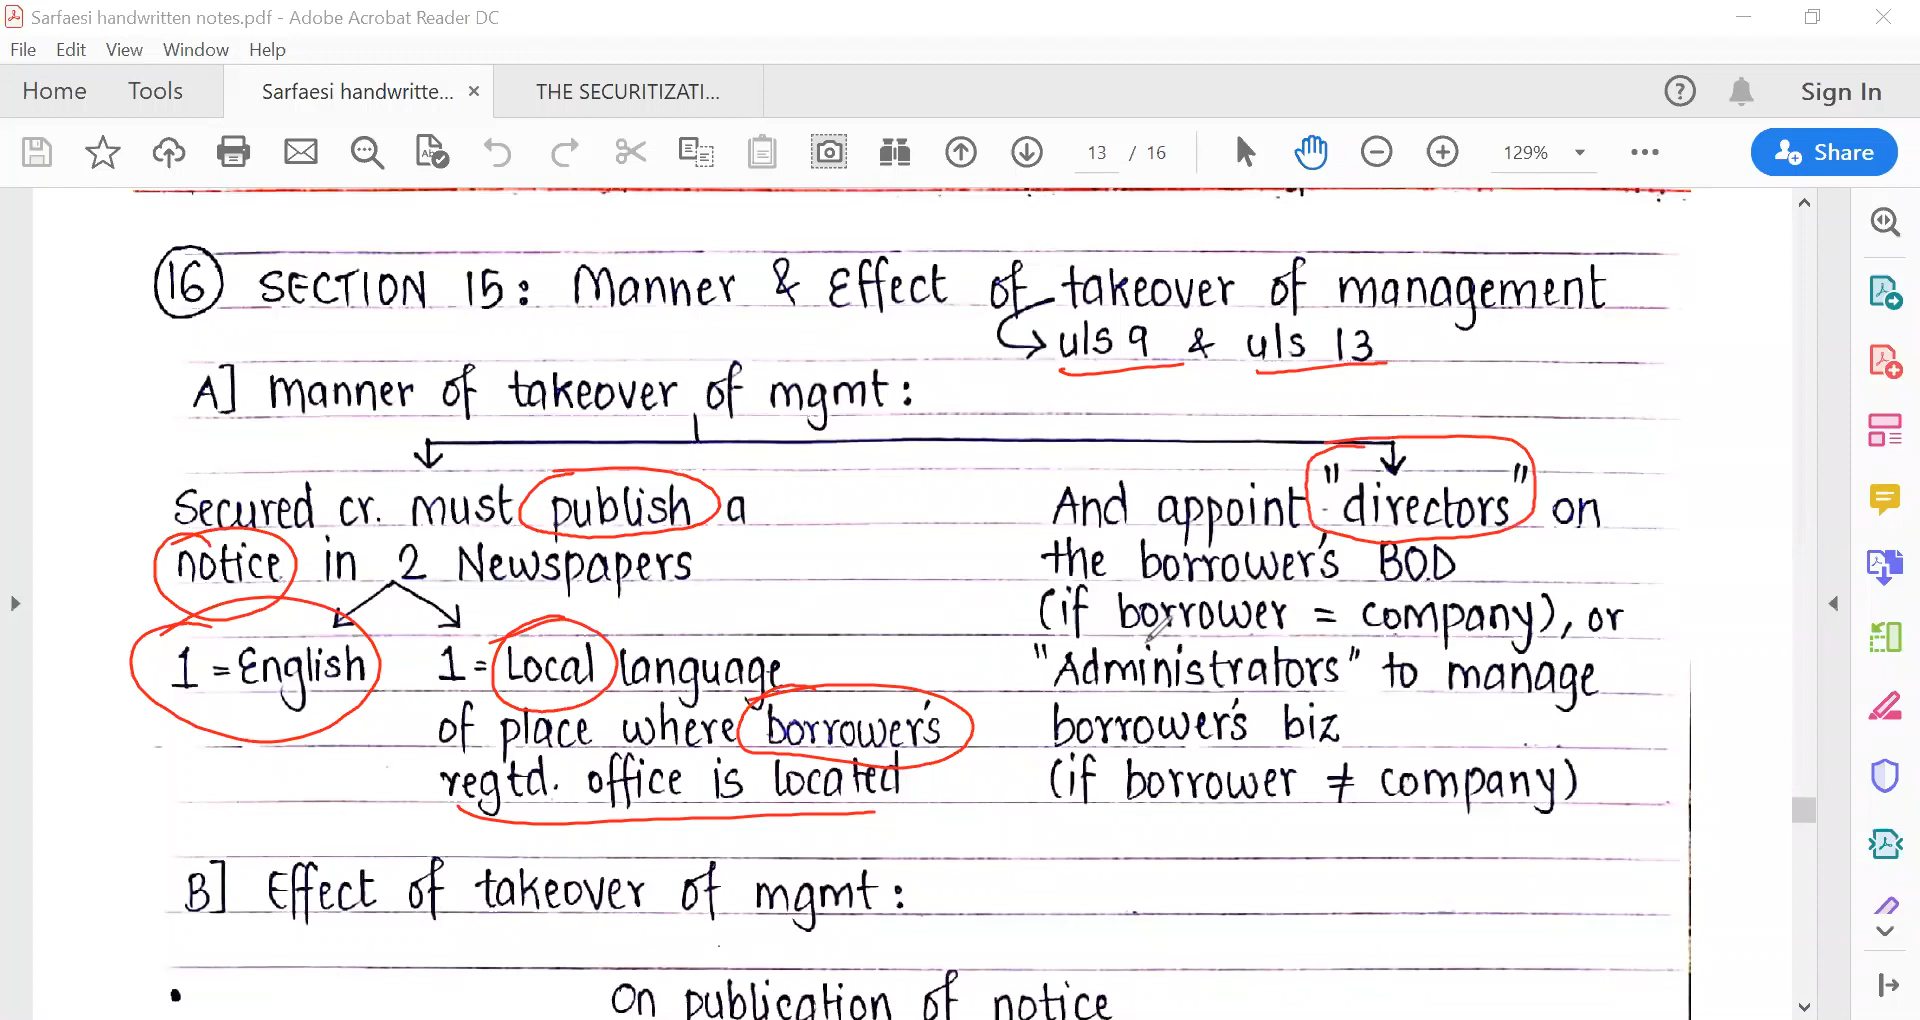 Sarfaesi handwritten notes.pdf - Adobe Acrobat Reader DC
File Edit View Window Help
Home Tools Sarfaesi handwritte... × THE SECURITIZATI... Sign In
13 / 16 129% Share
16 SECTION 15: Manner & Effect of takeover of management
u/s 9 & u/s 13
A] Manner of takeover of mgmt:
Secured cr. must publish a
notice in 2 Newspapers
1 = English
1 = Local language
of place where borrower's
regtd. office is located
And appoint "directors" on
the borrower's BOD
(if borrower = company), or
"Administrators" to manage
borrower's biz
(if borrower ≠ company)
B] Effect of takeover of mgmt:
• On publication of notice